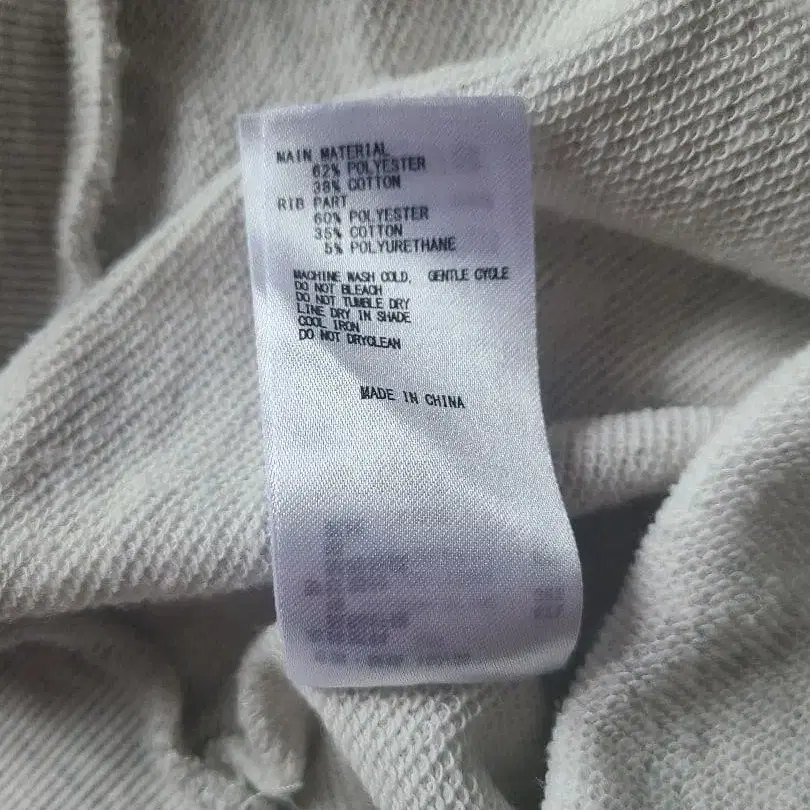 MAIN MATERIAL
62% POLYESTER
38% COTTON
RIB PART
60% POLYESTER
35% COTTON
5% POLYURETHANE
MACHINE WASH COLD, GENTLE CYCLE
DO NOT BLEACH
DO NOT TUMBLE DRY
LINE DRY IN SHADE
COOL IRON
DO NOT DRYCLEAN
MADE IN CHINA